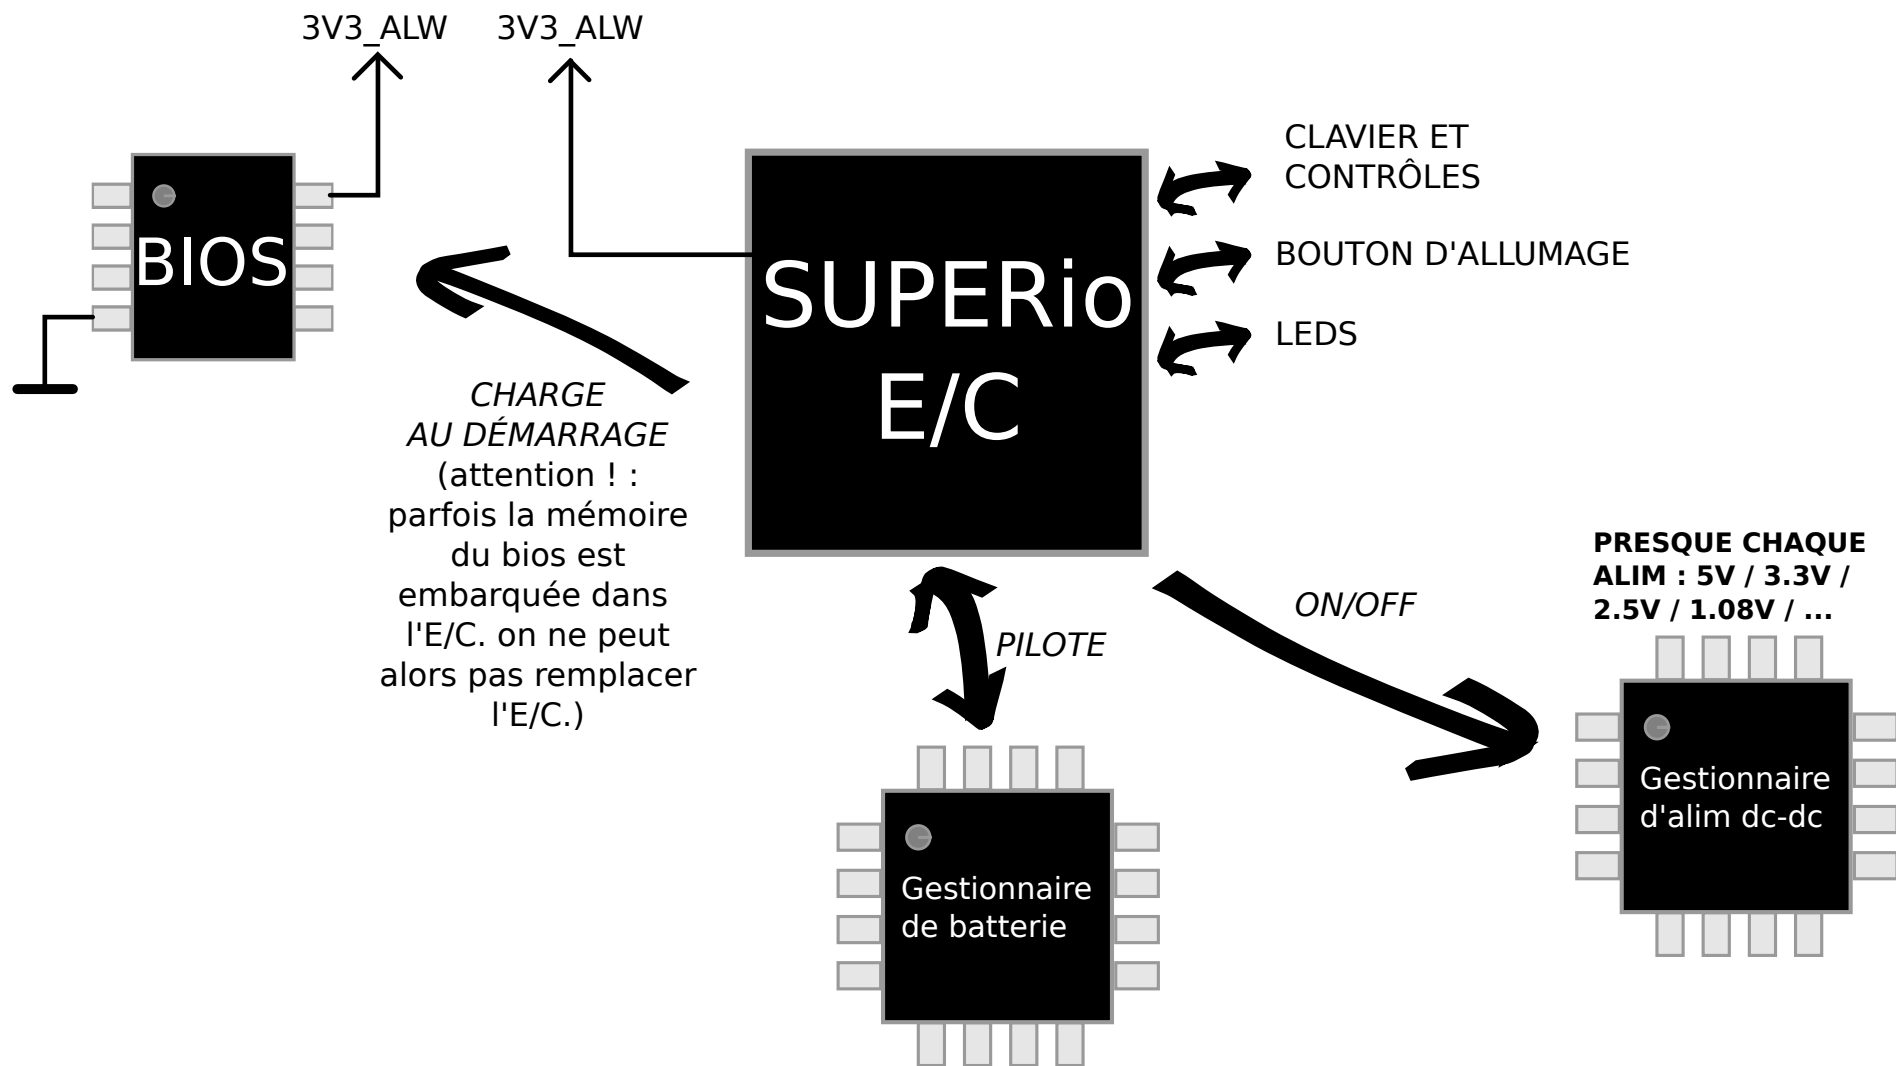 3V3_ALW
3V3_ALW
BIOS
SUPERio
E/C
CLAVIER ET
CONTRÔLES
BOUTON D'ALLUMAGE
LEDS
CHARGE
AU DÉMARRAGE
(attention ! :
parfois la mémoire
du bios est
embarquée dans
l'E/C. on ne peut
alors pas remplacer
l'E/C.)
PILOTE
ON/OFF
PRESQUE CHAQUE
ALIM : 5V / 3.3V /
2.5V / 1.08V / ...
Gestionnaire
d'alim dc-dc
Gestionnaire
de batterie